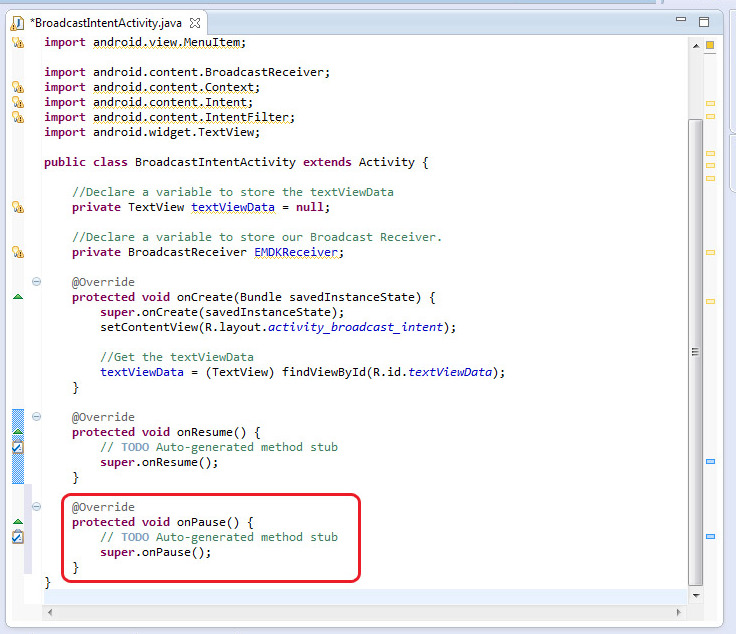 *BroadcastIntentActivity.java
import android.view.MenuItem;
import android.content.BroadcastReceiver;
import android.content.Context;
import android.content.Intent;
import android.content.IntentFilter;
import android.widget.TextView;
public class BroadcastIntentActivity extends Activity {
//Declare a variable to store the textViewData
private TextView textViewData = null;
//Declare a variable to store our Broadcast Receiver.
private BroadcastReceiver EMDKReceiver;
@Override
protected void onCreate(Bundle savedInstanceState) {
super.onCreate(savedInstanceState);
setContentView(R.layout.activity_broadcast_intent);
//Get the textViewData
textViewData = (TextView) findViewById(R.id.textViewData);
}
@Override
protected void onResume() {
// TODO Auto-generated method stub
super.onResume();
}
@Override
protected void onPause() {
// TODO Auto-generated method stub
super.onPause();
}
}